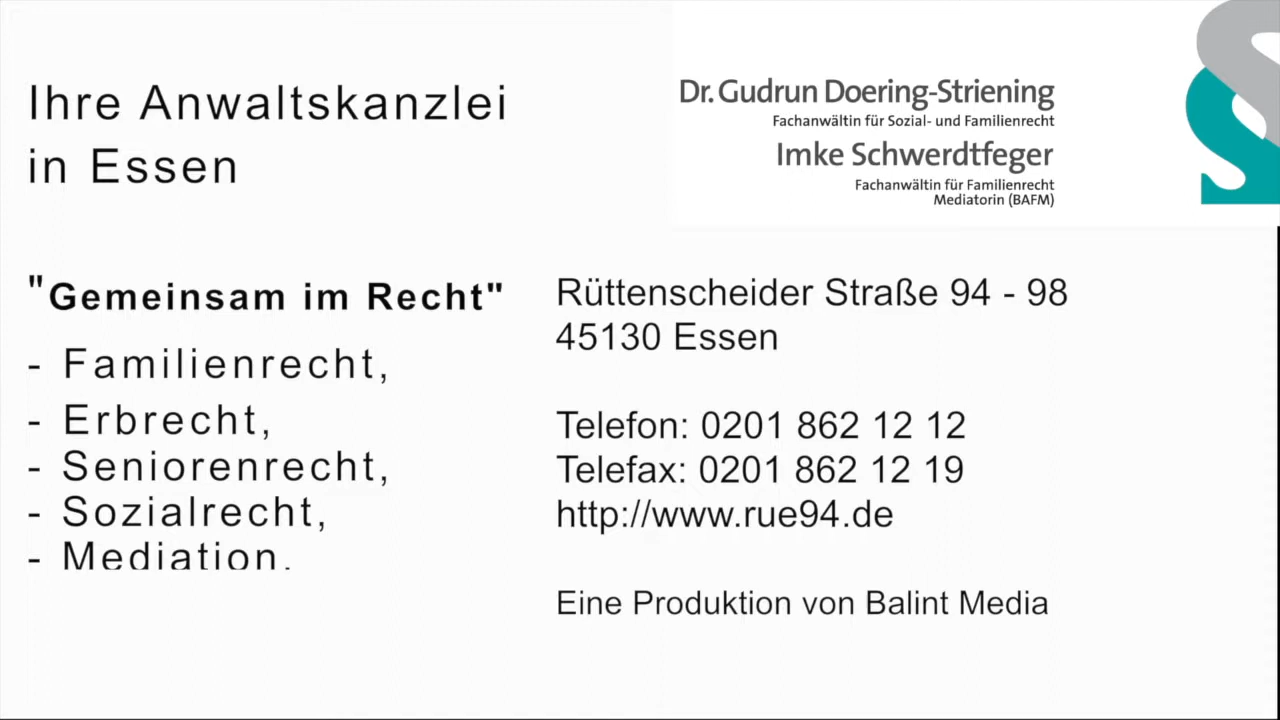 Ihre Anwaltskanzlei
in Essen
Dr. Gudrun Doering-Striening
Fachanwältin für Sozial- und Familienrecht
Imke Schwerdtfeger
Fachanwältin für Familienrecht
Mediatorin (BAFM)
"Gemeinsam im Recht"
- Familienrecht,
- Erbrecht,
- Seniorenrecht,
- Sozialrecht,
- Mediation.
Rüttenscheider Straße 94 - 98
45130 Essen
Telefon: 0201 862 12 12
Telefax: 0201 862 12 19
http://www.rue94.de
Eine Produktion von Balint Media